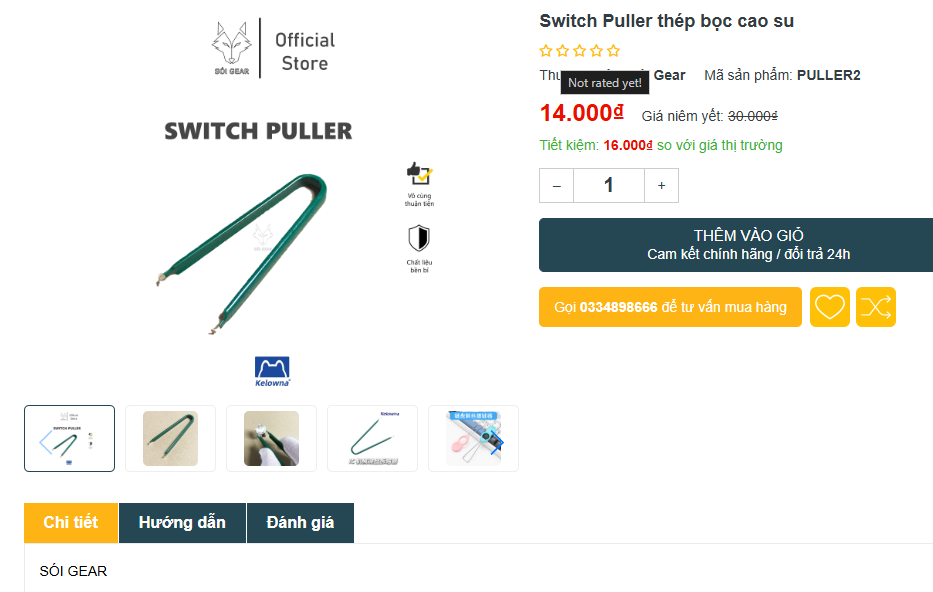 Official
Store
SÓI GEAR
SWITCH PULLER
Vô cùng
thuận tiện
Chất liệu
bền bỉ
Kelowna
Switch Puller thép bọc cao su
Not rated yet!
Gear Mã sản phẩm: PULLER2
14.000₫ Giá niêm yết: 30.000₫
Tiết kiệm: 16.000₫ so với giá thị trường
– 1 +
THÊM VÀO GIỎ
Cam kết chính hãng / đổi trả 24h
Gọi 0334898666 để tư vấn mua hàng
SWITCH PULLER
Kelowna
Chi tiết Hướng dẫn Đánh giá
SÓI GEAR